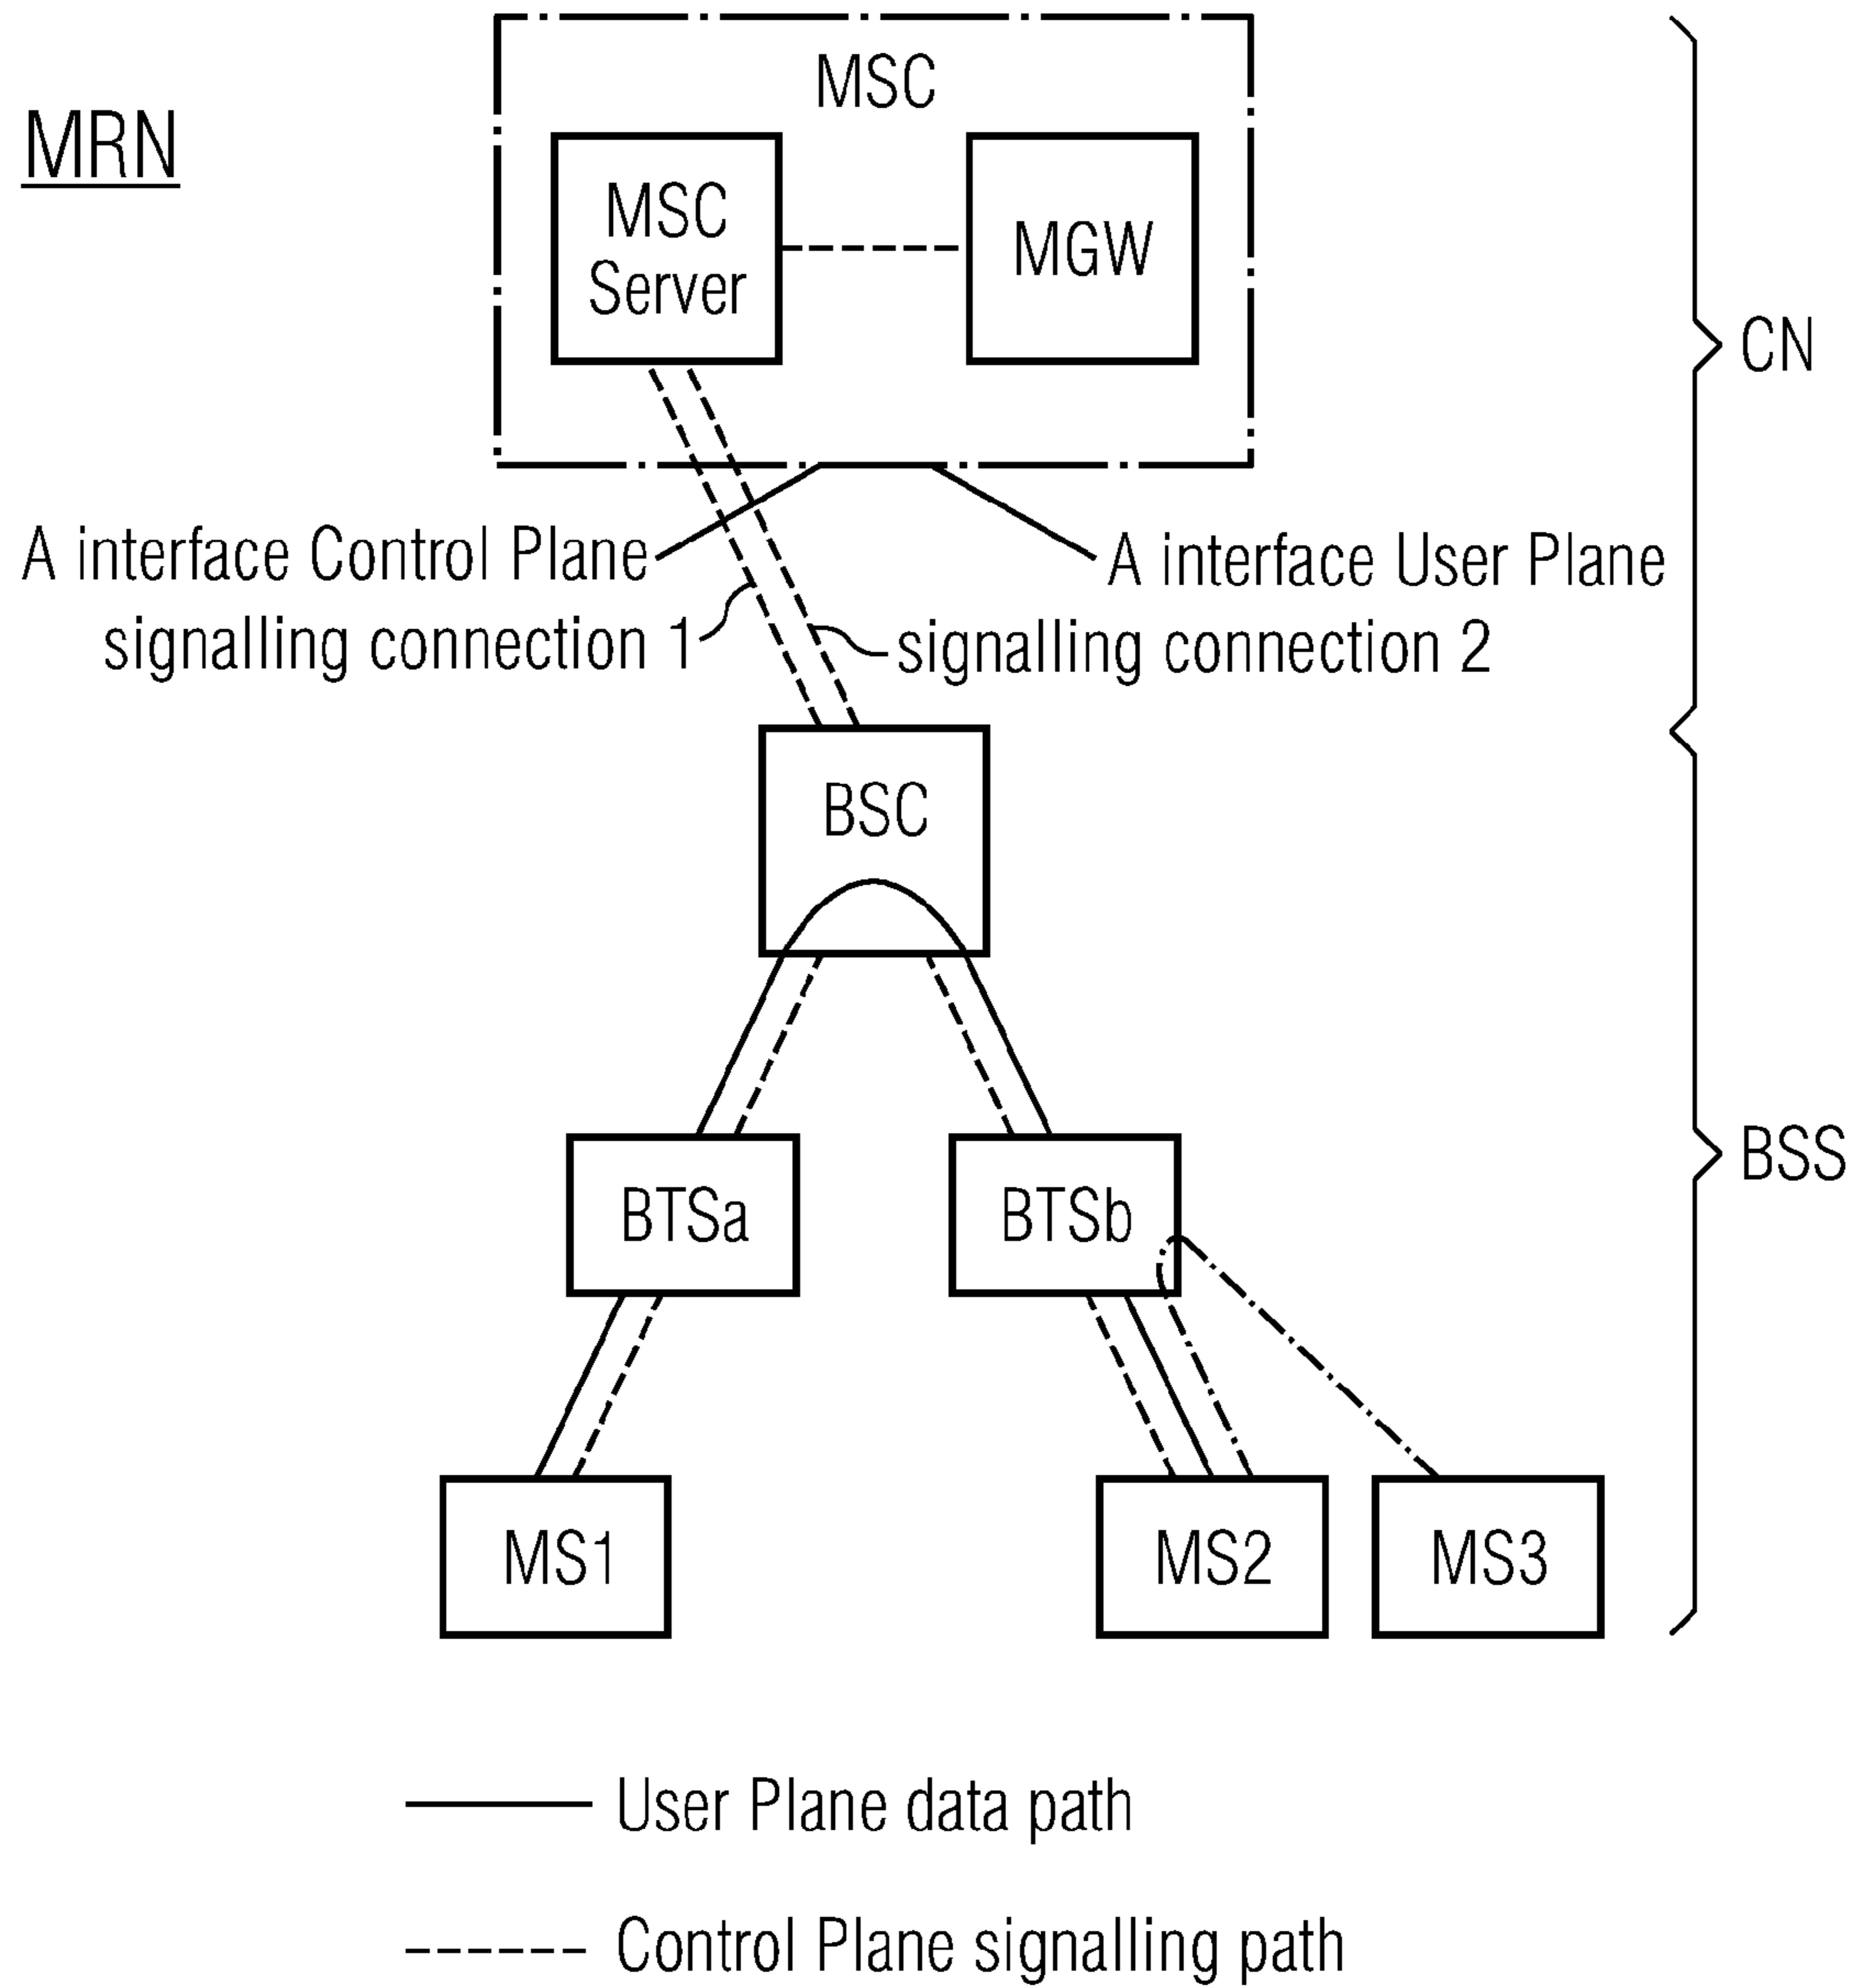 MRN
MSC
MSC
Server
MGW
CN
A interface Control Plane
A interface User Plane
signalling connection 1
signalling connection 2
BSC
BSS
BTSa
BTSb
MS1
MS2
MS3
User Plane data path
Control Plane signalling path